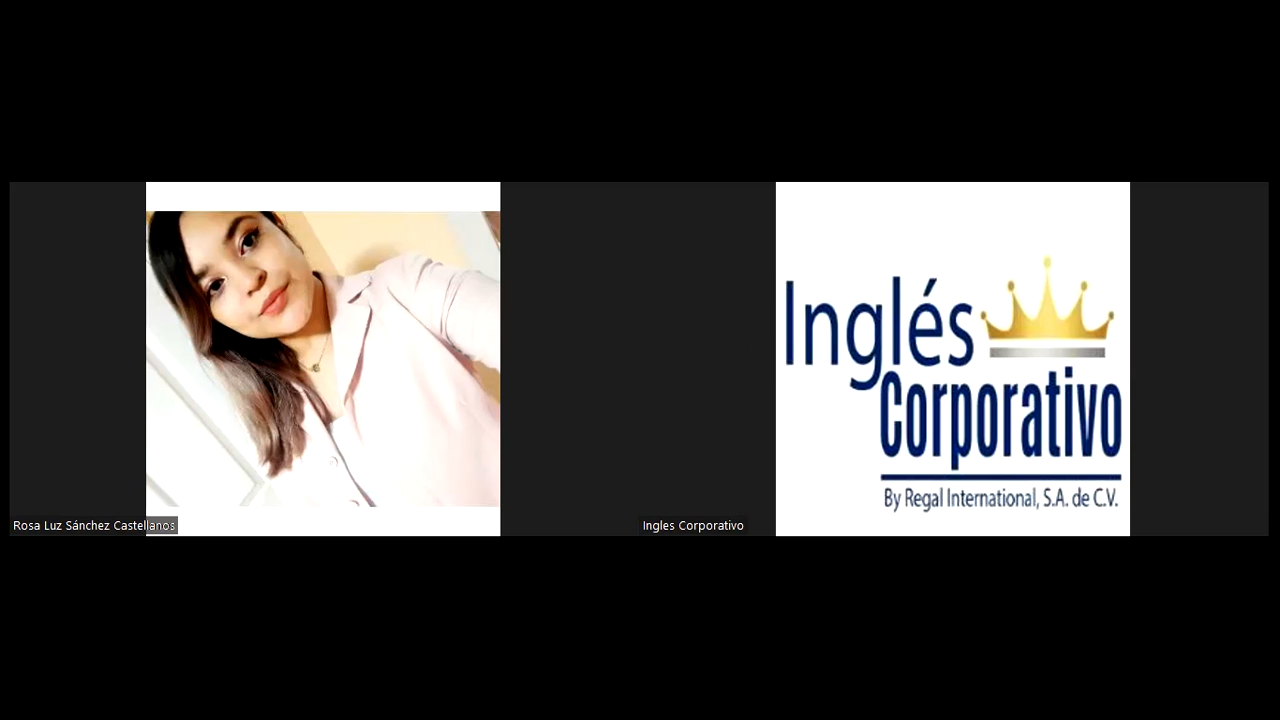 Inglés
Corporativo
By Regal International, S.A. de C.V.
Rosa Luz Sánchez Castellanos
Ingles Corporativo